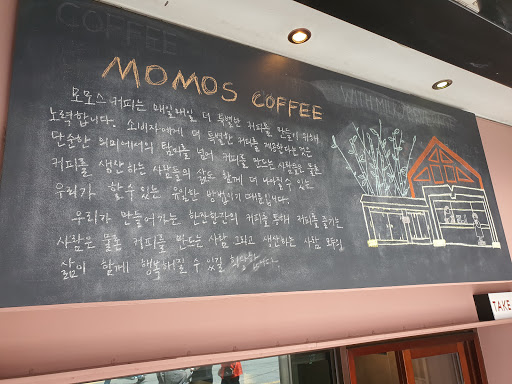 MOMOS COFFEE
모모스 커피는 매일매일 더 특별한 커피를 만들기 위해
노력합니다. 소비자에게 더 특별한 커피를 제공한다는 것은
단순한 의미에서의 탐미를 넘어 커피를 만드는 사람들은 물론
커피를 생산하는 사람들의 삶도 함께 더 나아질 수 있는
우리가 할 수 있는 유일한 방법이기 때문입니다.
우리가 만들어가는 한잔한잔의 커피를 통해 커피를 즐기는
사람은 물론 커피를 만드는 사람 그리고 생산하는 사람 모두의
삶이 함께 행복해질 수 있길
COFFEE
WITH
TAKE